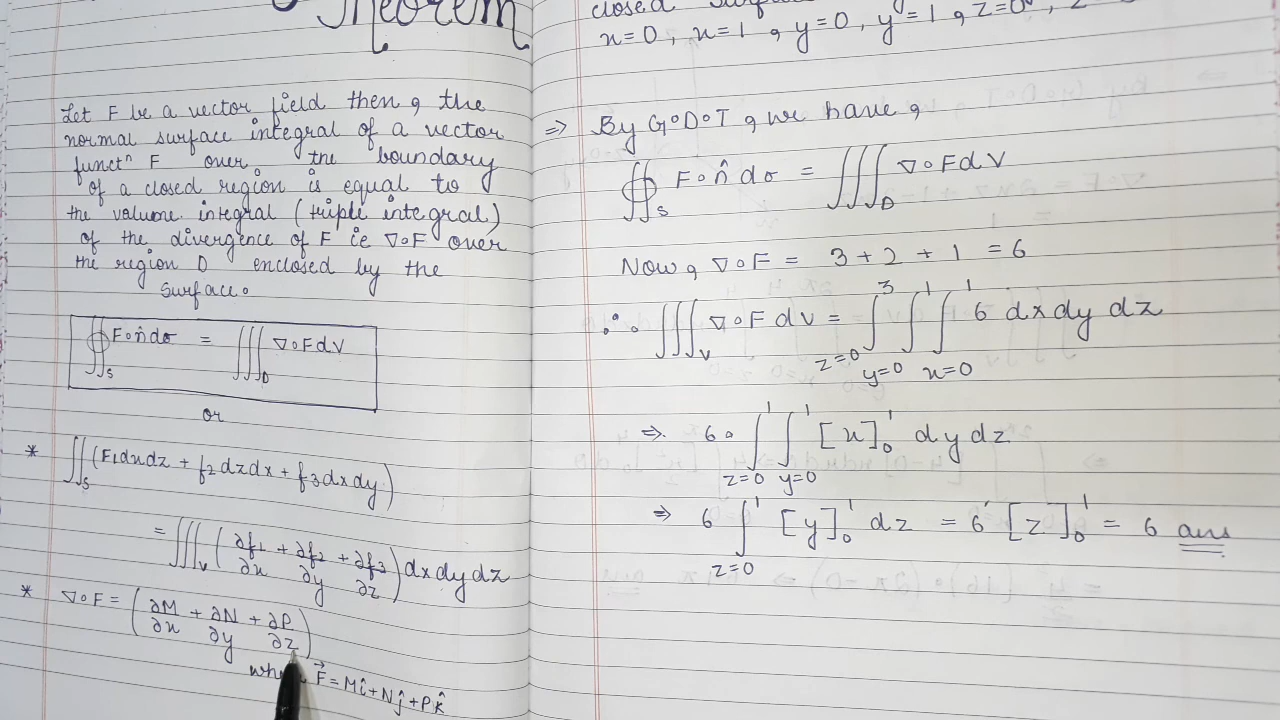 Theorem
Let F be a vector field then, the
normal surface integral of a vector
functⁿ F over the boundary
of a closed region is equal to
the volume integral (triple integral)
of the divergence of F ie ∇∘F over
the region D enclosed by the
surface.
∯_S F∘n̂ dσ = ∭_D ∇∘F dV
or
* ∬_S (F₁dxdz + f₂dzdx + f₃dxdy)
= ∭_V (∂f₁/∂x + ∂f₂/∂y + ∂f₃/∂z) dxdydz
* ∇∘F = (∂M/∂x + ∂N/∂y + ∂P/∂z)
F⃗ = Mî + Nĵ + Pk̂
closed
x=0, x=1, y=0, y=1, z=0,
⇒ By G∘D∘T, we have,
∯_S F∘n̂ dσ = ∭_D ∇∘F dV
Now, ∇∘F = 3 + 2 + 1 = 6
∴ ∭_V ∇∘F dV = ∫_{z=0}^{3} ∫_{y=0}^{1} ∫_{x=0}^{1} 6 dx dy dz
⇒ 6∘ ∫_{z=0}^{1} ∫_{y=0}^{1} [x]₀¹ dy dz
⇒ 6 ∫_{z=0}^{1} [y]₀¹ dz = 6 [z]₀¹ = 6 ans